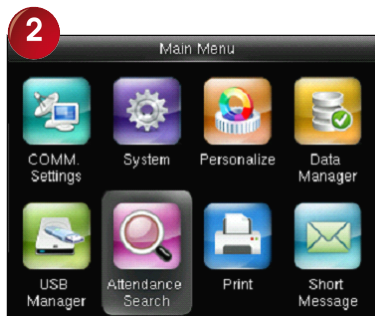 2
Main Menu
COMM.
Settings
System
Personalize
Data
Manager
USB
Manager
Attendance
Search
Print
Short
Message